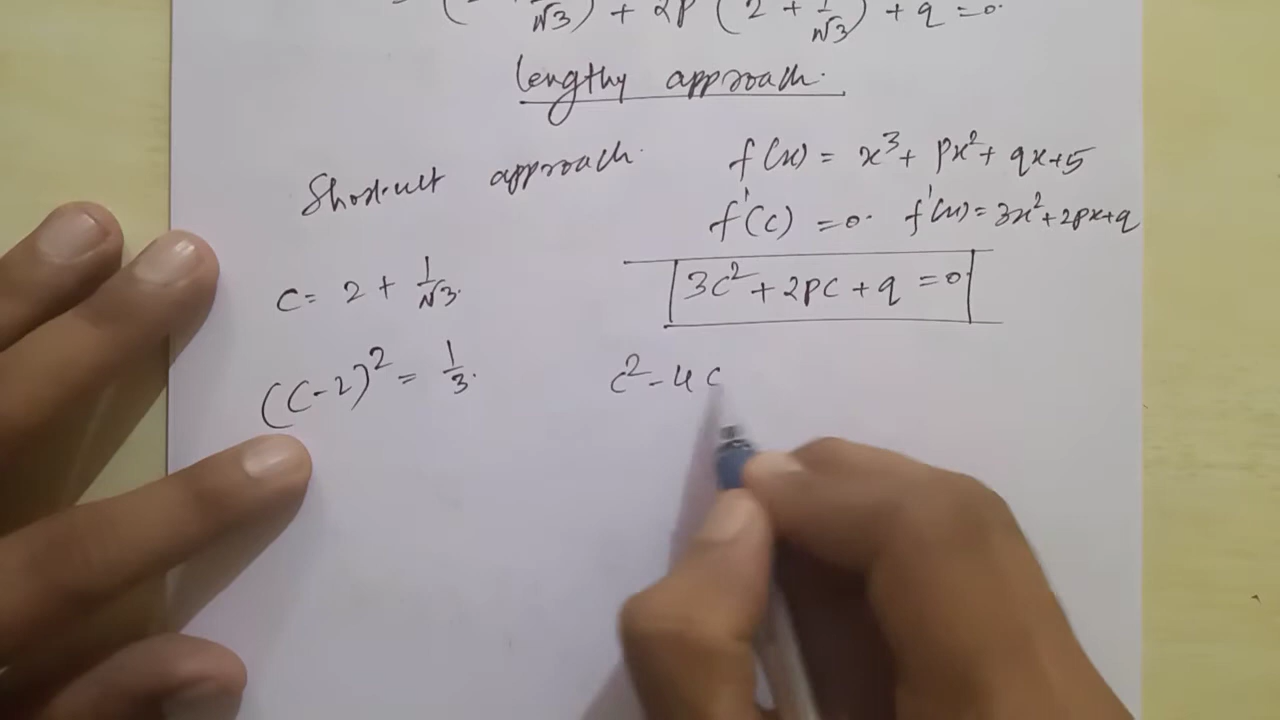 1/√3) + 2p (2 + 1/√3) + q = 0.
lengthy approach.
Shortcut approach. f(x) = x³ + px² + qx + 5
f'(c) = 0. f'(x) = 3x² + 2px + q
3c² + 2pc + q = 0
c = 2 + 1/√3.
(c-2)² = 1/3. c² - 4c